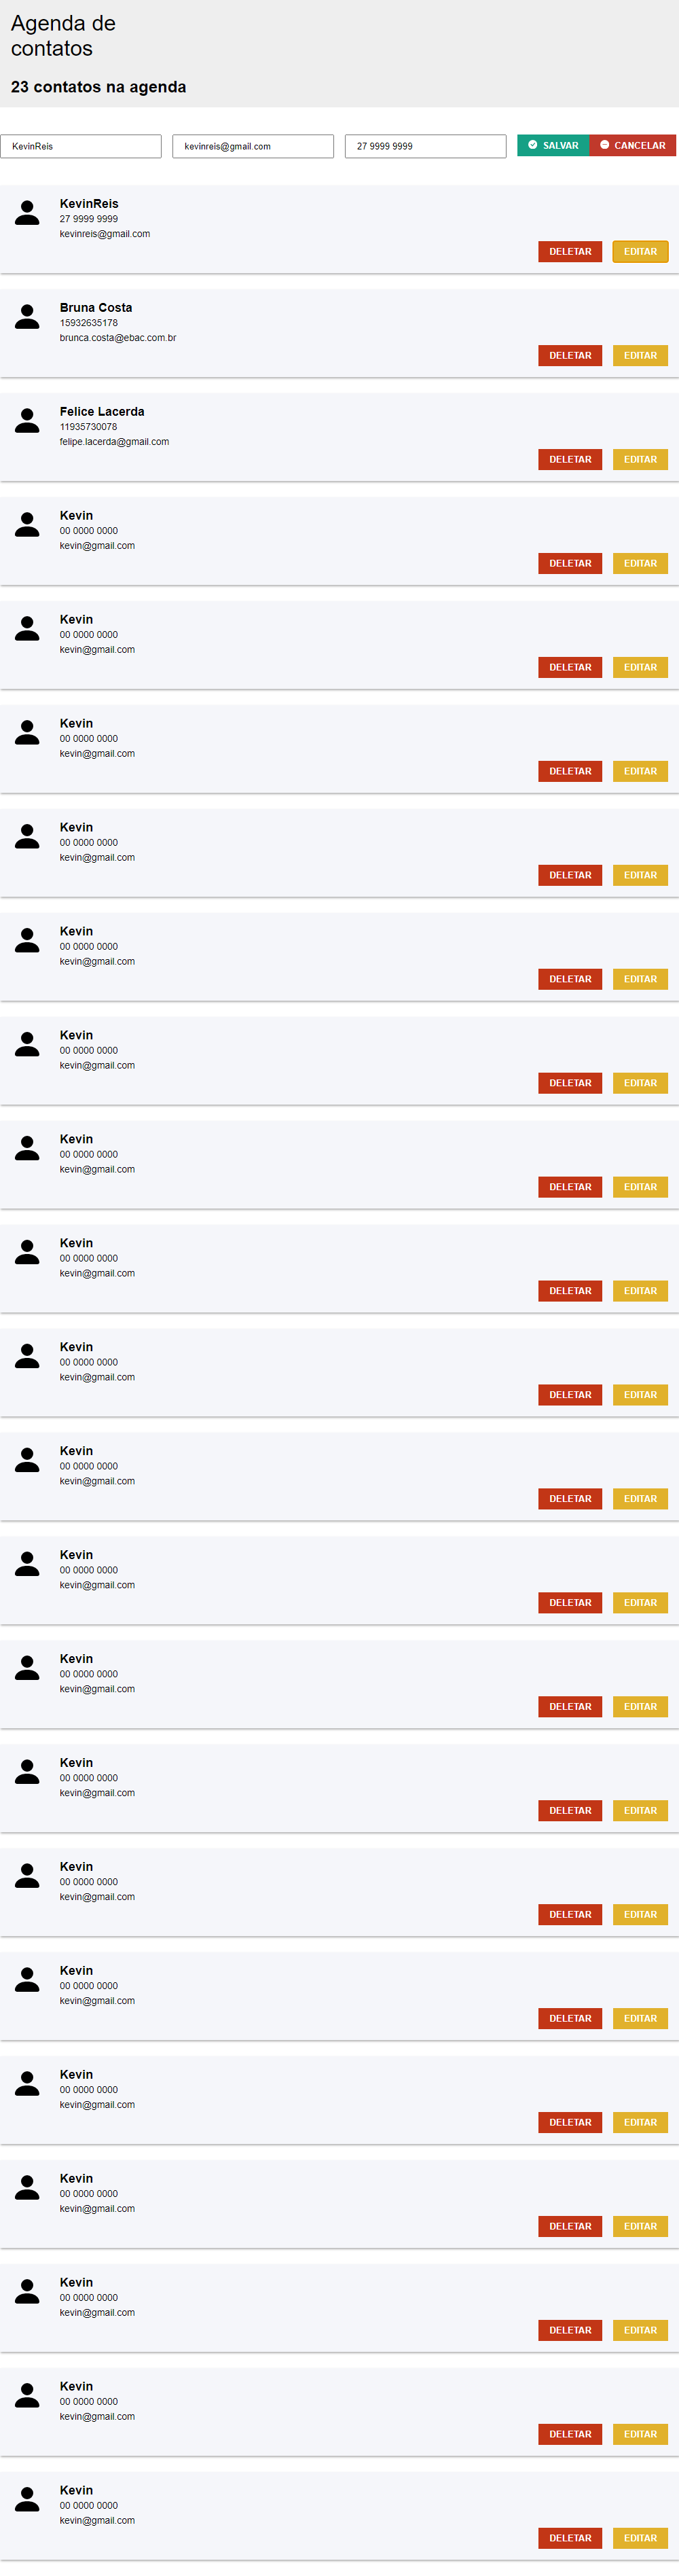 Agenda de
contatos
23 contatos na agenda
KevinReis kevinreis@gmail.com 27 9999 9999 SALVAR CANCELAR
KevinReis
27 9999 9999
kevinreis@gmail.com
DELETAR EDITAR
Bruna Costa
15932635178
brunca.costa@ebac.com.br
DELETAR EDITAR
Felice Lacerda
11935730078
felipe.lacerda@gmail.com
DELETAR EDITAR
Kevin
00 0000 0000
kevin@gmail.com
DELETAR EDITAR
Kevin
00 0000 0000
kevin@gmail.com
DELETAR EDITAR
Kevin
00 0000 0000
kevin@gmail.com
DELETAR EDITAR
Kevin
00 0000 0000
kevin@gmail.com
DELETAR EDITAR
Kevin
00 0000 0000
kevin@gmail.com
DELETAR EDITAR
Kevin
00 0000 0000
kevin@gmail.com
DELETAR EDITAR
Kevin
00 0000 0000
kevin@gmail.com
DELETAR EDITAR
Kevin
00 0000 0000
kevin@gmail.com
DELETAR EDITAR
Kevin
00 0000 0000
kevin@gmail.com
DELETAR EDITAR
Kevin
00 0000 0000
kevin@gmail.com
DELETAR EDITAR
Kevin
00 0000 0000
kevin@gmail.com
DELETAR EDITAR
Kevin
00 0000 0000
kevin@gmail.com
DELETAR EDITAR
Kevin
00 0000 0000
kevin@gmail.com
DELETAR EDITAR
Kevin
00 0000 0000
kevin@gmail.com
DELETAR EDITAR
Kevin
00 0000 0000
kevin@gmail.com
DELETAR EDITAR
Kevin
00 0000 0000
kevin@gmail.com
DELETAR EDITAR
Kevin
00 0000 0000
kevin@gmail.com
DELETAR EDITAR
Kevin
00 0000 0000
kevin@gmail.com
DELETAR EDITAR
Kevin
00 0000 0000
kevin@gmail.com
DELETAR EDITAR
Kevin
00 0000 0000
kevin@gmail.com
DELETAR EDITAR